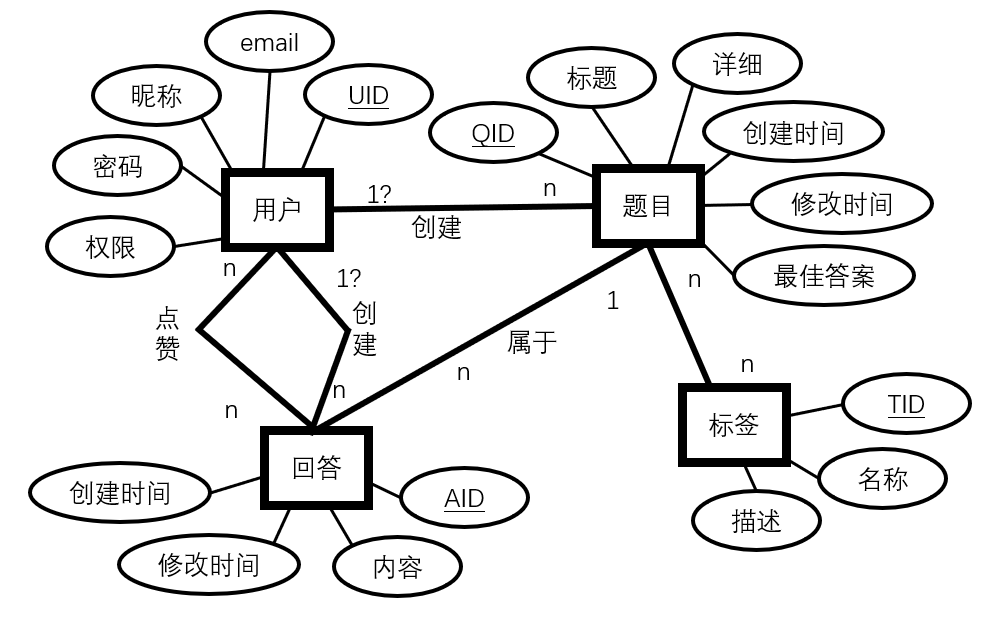 email
昵称
UID
密码
权限
用户
标题
详细
QID
创建时间
题目
修改时间
最佳答案
1?
n
创建
n
1?
点
赞
创
建
n
n
1
属于
n
n
n
标签
TID
名称
描述
回答
创建时间
AID
修改时间
内容